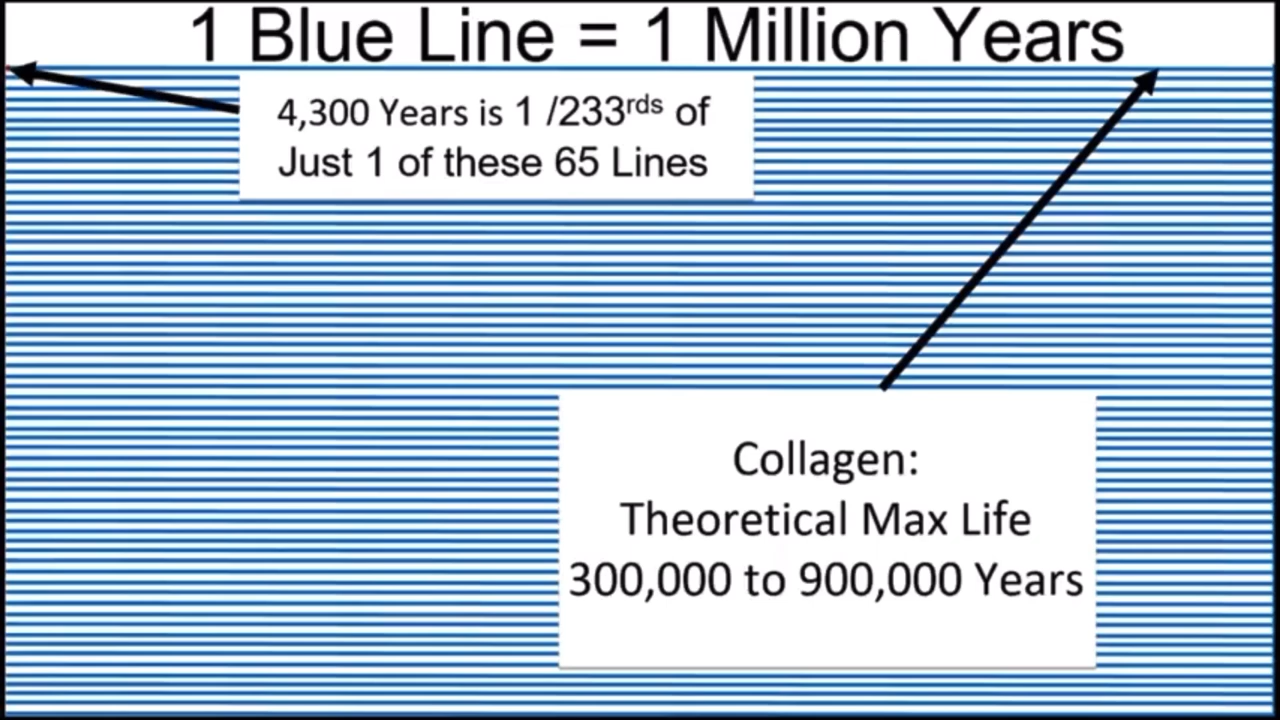 1 Blue Line = 1 Million Years
4,300 Years is 1 /233rds of
Just 1 of these 65 Lines
Collagen:
Theoretical Max Life
300,000 to 900,000 Years